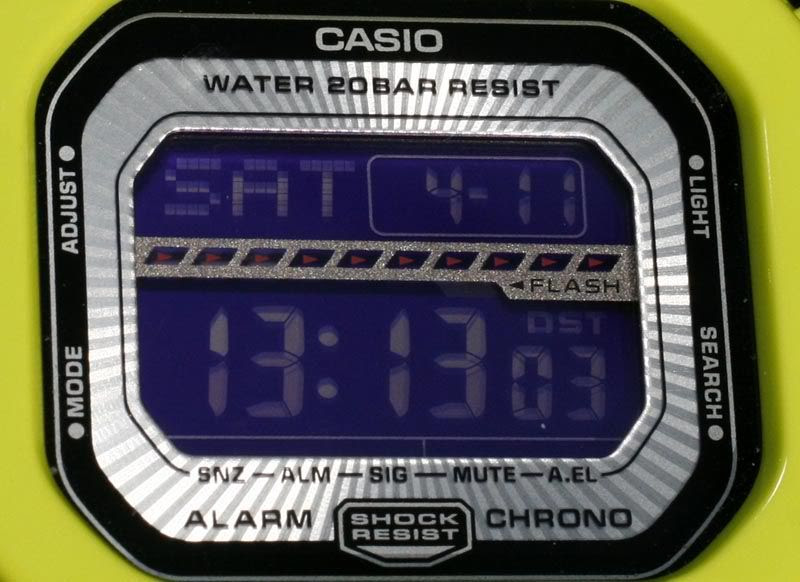 CASIO
WATER 20BAR RESIST
ADJUST
LIGHT
SAT 4-11
FLASH
DST
13:13 03
MODE
SEARCH
SNZ — ALM — SIG — MUTE — A.EL
ALARM SHOCK RESIST CHRONO